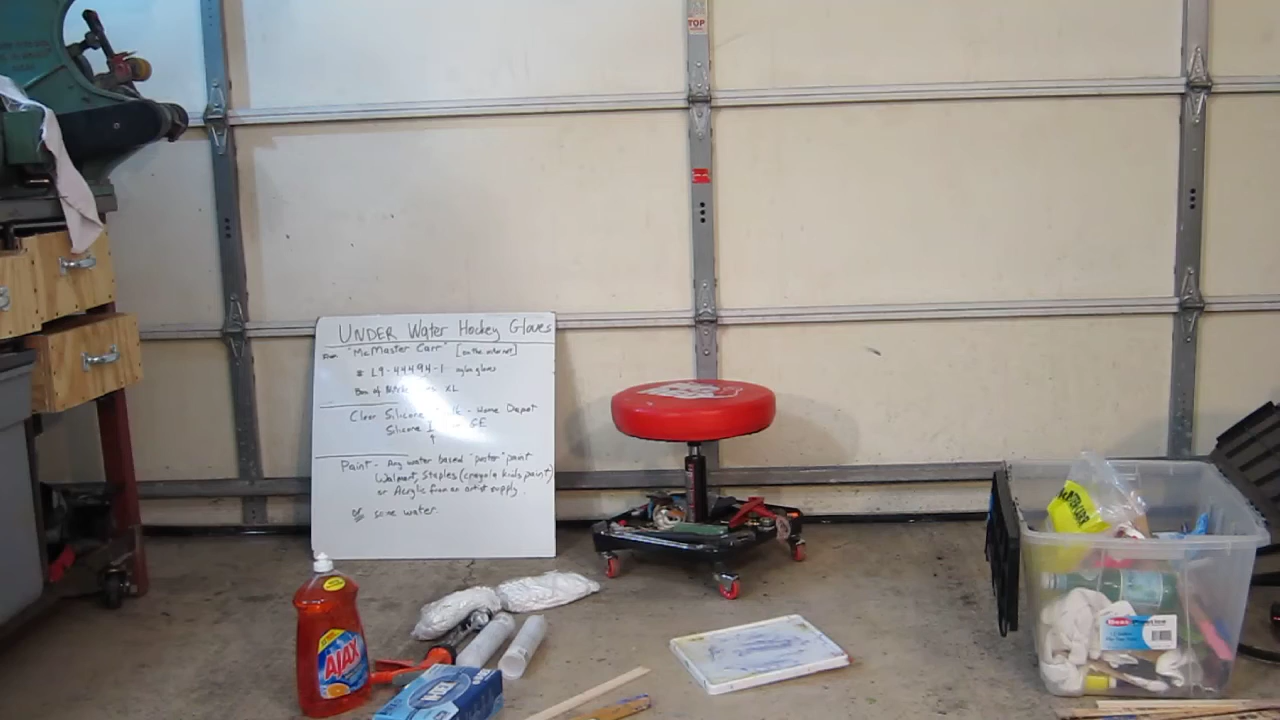 TOP
UNDER Water Hockey Gloves
From "McMaster Carr" [on the internet]
# L9-44494-1 nylon gloves
Box of XL
Clear Silicone - Home Depot
Silicone I GE
Paint - Any water based "poster" paint
Walmart, Staples (crayola kids paint)
or Acrylic from an artist supply.
some water.
AJAX